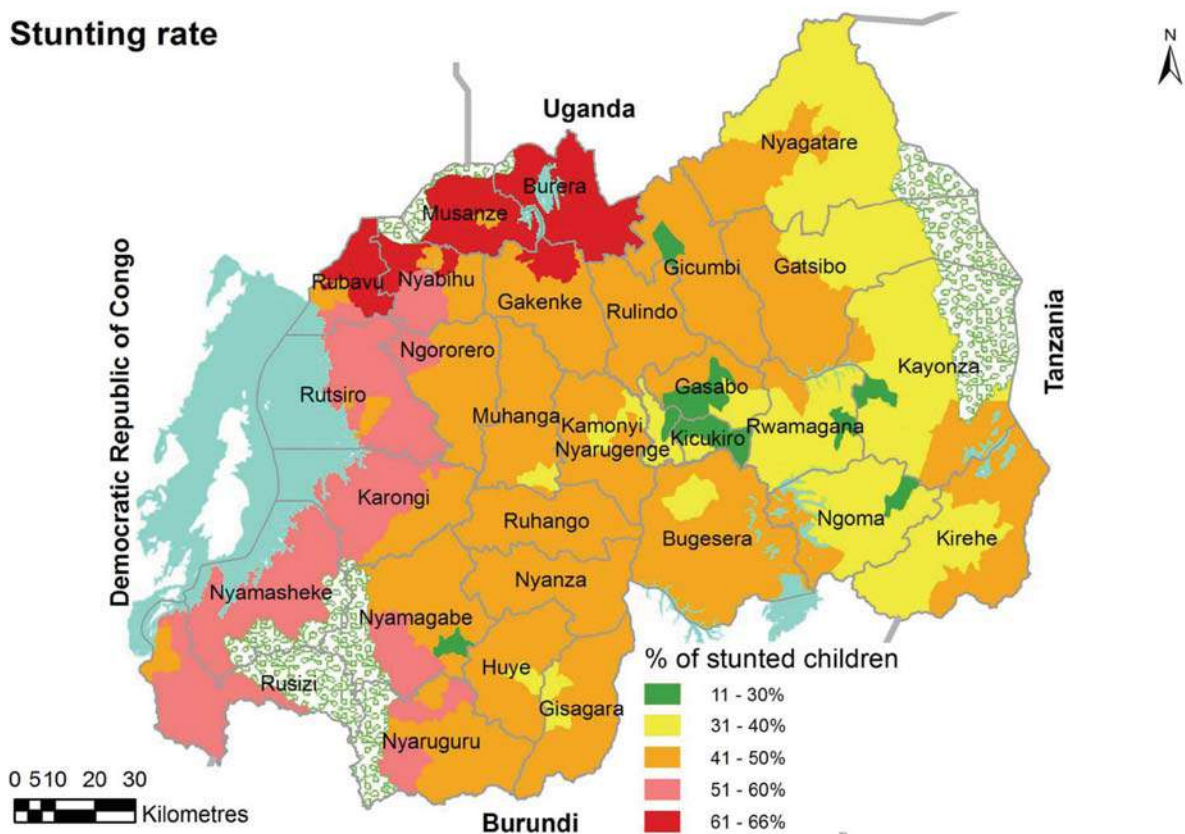 Stunting rate
N
Uganda
Nyagatare
Burera
Musanze
Rubavu
Nyabihu
Gicumbi
Gatsibo
Gakenke
Rulindo
Democratic Republic of Congo
Tanzania
Ngororero
Kayonza
Rutsiro
Gasabo
Muhanga
Kamonyi
Rwamagana
Kicukiro
Nyarugenge
Karongi
Ruhango
Ngoma
Bugesera
Kirehe
Nyamasheke
Nyanza
Nyamagabe
Huye
Rusizi
Gisagara
Nyaruguru
% of stunted children
11 - 30%
31 - 40%
41 - 50%
51 - 60%
61 - 66%
0 5 10 20 30
Kilometres
Burundi